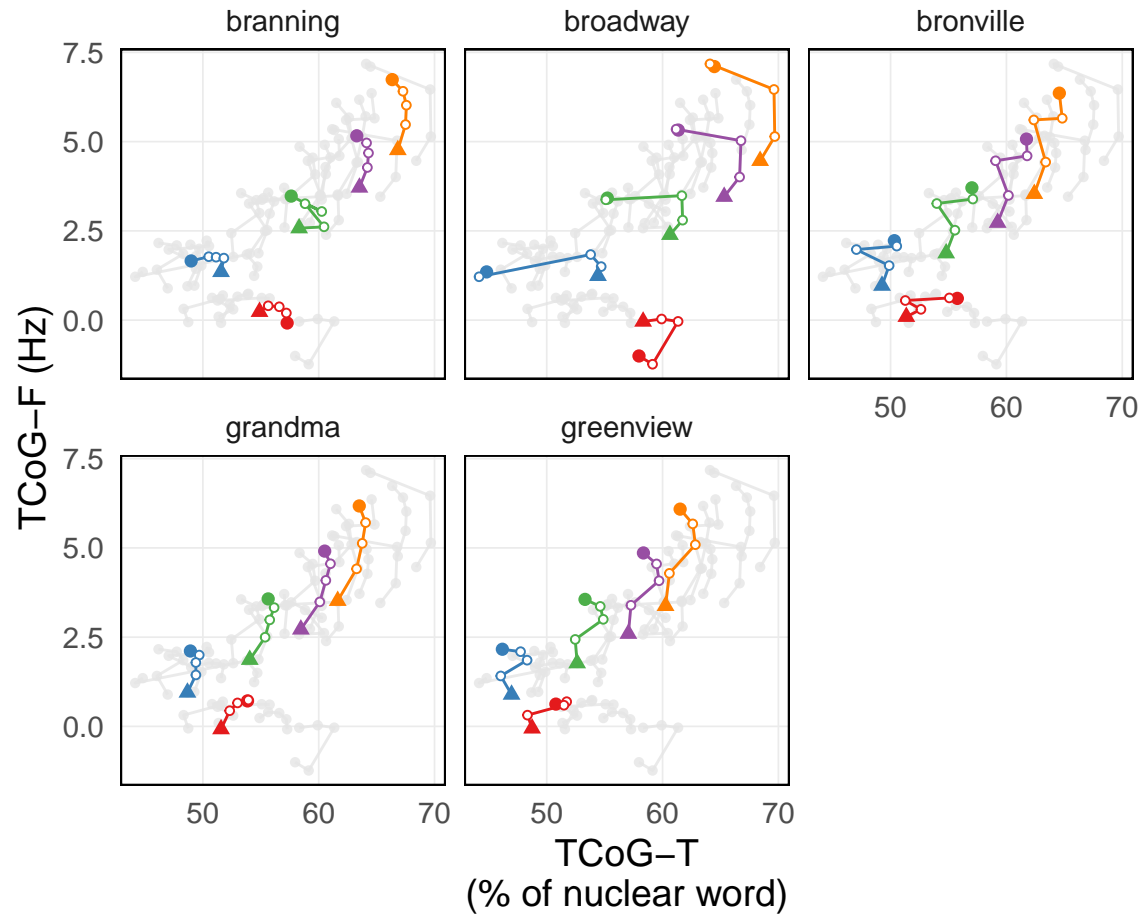 branning
broadway
bronville
7.5
5.0
2.5
0.0
50
60
70
grandma
greenview
7.5
5.0
2.5
0.0
50
60
70
50
60
70
TCoG−F (Hz)
TCoG−T
(% of nuclear word)